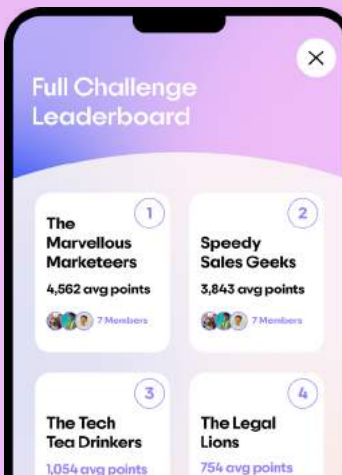 Full Challenge
Leaderboard
1
The
Marvellous
Marketeers
4,562 avg points
7 Members
2
Speedy
Sales Geeks
3,843 avg points
7 Members
3
The Tech
Tea Drinkers
1,054 avg points
4
The Legal
Lions
754 avg points